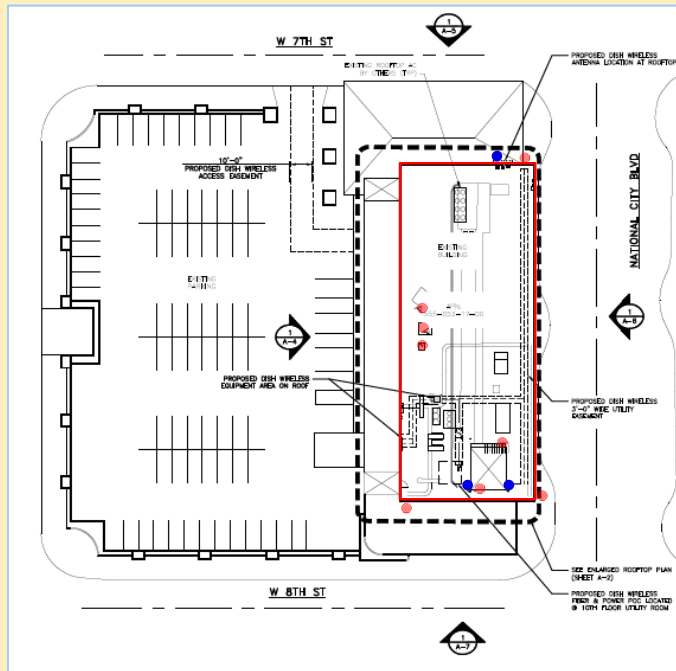 W 7TH ST
1
A-5
PROPOSED DISH WIRELESS
ANTENNA LOCATION AT ROOFTOP
EXISTING ROOFTOP AC
BY OTHERS (TYP)
10'-0"
PROPOSED DISH WIRELESS
ACCESS EASEMENT
NATIONAL CITY BLVD
EXISTING
BUILDING
EXISTING
PARKING
APN:
1
A-4
1
A-6
PROPOSED DISH WIRELESS
EQUIPMENT AREA ON ROOF
PROPOSED DISH WIRELESS
3'-0" WIDE UTILITY
EASEMENT
SEE ENLARGED ROOFTOP PLAN
(SHEET A-2)
W 8TH ST
PROPOSED DISH WIRELESS
FIBER & POWER POC LOCATED
@ 10TH FLOOR UTILITY ROOM
1
A-7